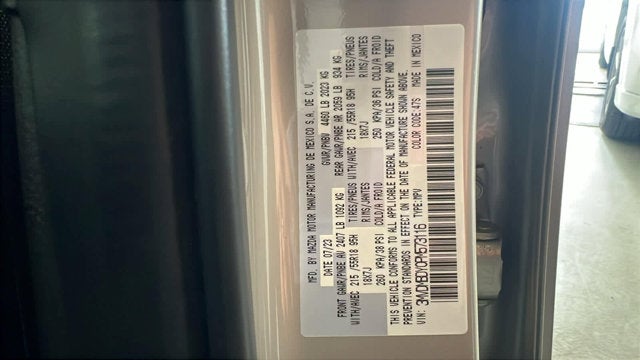 MFD. BY MAZDA MOTOR MANUFACTURING DE MEXICO S.A. DE C.V.
DATE 07/23 GVWR/PNBV 4460 LB 2023 KG
FRONT GAWR/PNBE AV 2407 LB 1092 KG REAR GAWR/PNBE HR 2059 LB 934 KG
WITH/AVEC 215 /55R18 95H TIRES/PNEUS WITH/AVEC 215 /55R18 95H TIRES/PNEUS
18X7J RIMS/JANTES 18X7J RIMS/JANTES
KPA/ PSI COLD/A FROID 250 KPA/36 PSI COLD/A FROID
THIS VEHICLE CONFORMS TO ALL APPLICABLE FEDERAL MOTOR VEHICLE SAFETY AND THEFT
PREVENTION STANDARDS IN EFFECT ON THE DATE OF MANUFACTURE SHOWN ABOVE.
COLOR CODE:47S MADE IN MEXICO
VIN: TYPE:MPV